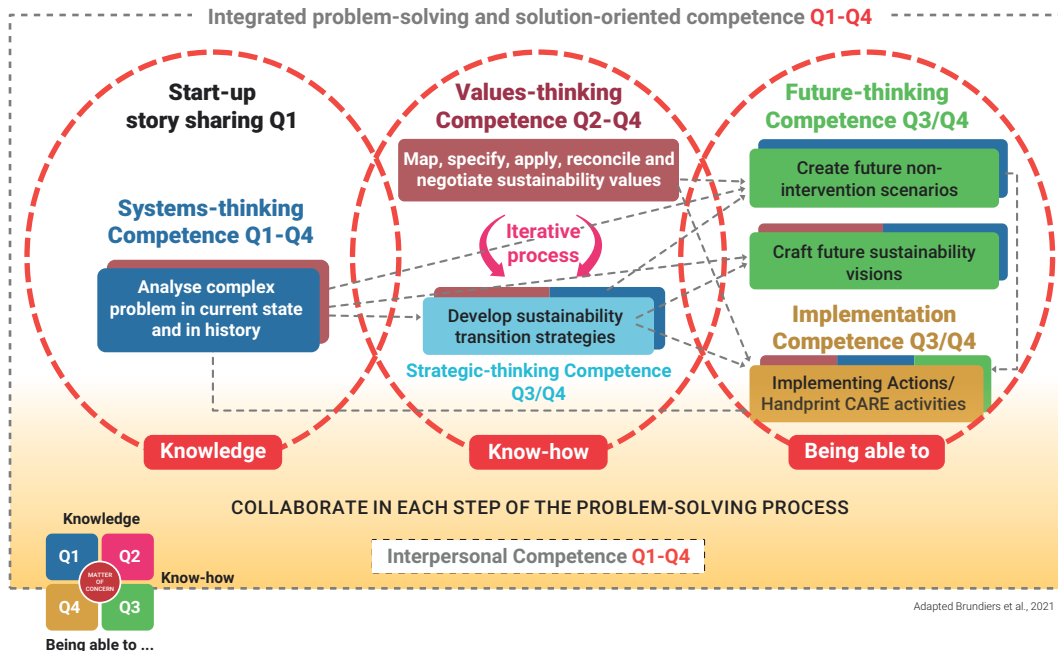 Integrated problem-solving and solution-oriented competence Q1-Q4
Start-up
story sharing Q1
Systems-thinking
Competence Q1-Q4
Analyse complex
problem in current state
and in history
Knowledge
Values-thinking
Competence Q2-Q4
Map, specify, apply, reconcile and
negotiate sustainability values
Iterative
process
Develop sustainability
transition strategies
Strategic-thinking Competence
Q3/Q4
Know-how
Future-thinking
Competence Q3/Q4
Create future non-
intervention scenarios
Craft future sustainability
visions
Implementation
Competence Q3/Q4
Implementing Actions/
Handprint CARE activities
Being able to
COLLABORATE IN EACH STEP OF THE PROBLEM-SOLVING PROCESS
Interpersonal Competence Q1-Q4
Knowledge
Q1
Q2
MATTER
OF
CONCERN
Know-how
Q4
Q3
Being able to ...
Adapted Brundiers et al., 2021